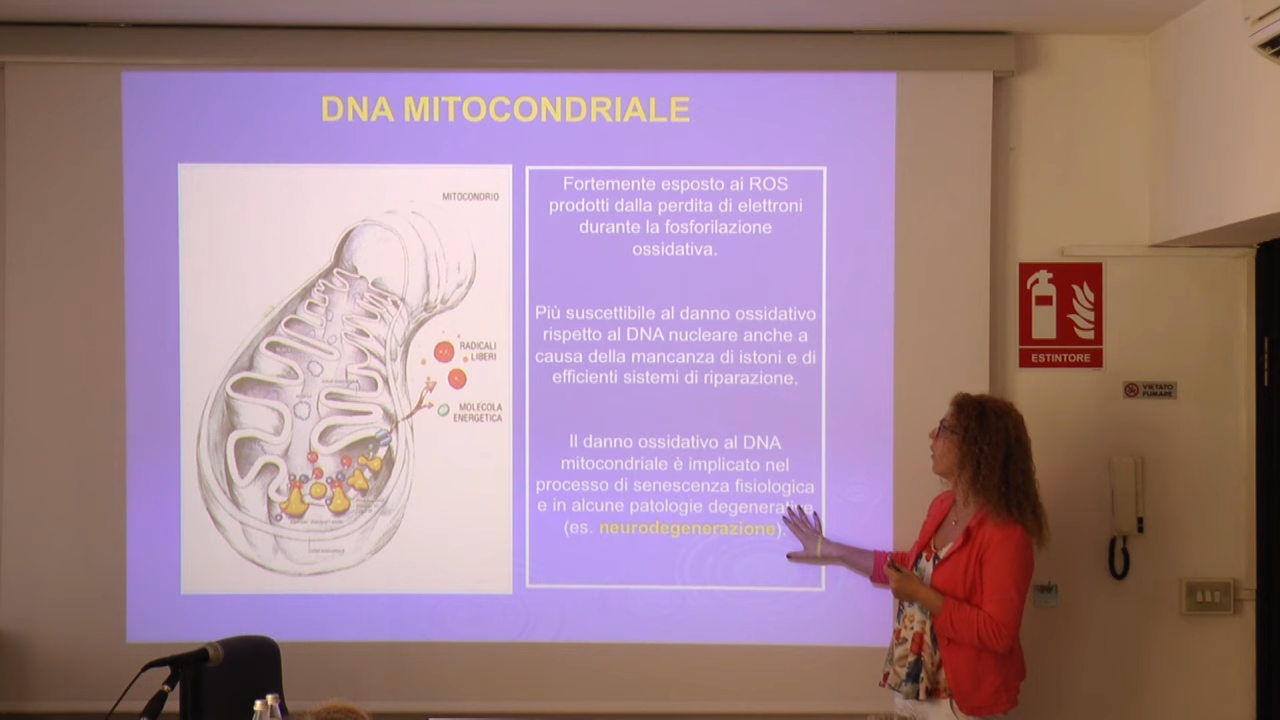 DNA MITOCONDRIALE
MITOCONDRIO
RADICALI
LIBERI
MOLECOLA
ENERGETICA
Fortemente esposto ai ROS
prodotti dalla perdita di elettroni
durante la fosforilazione
ossidativa.
Più suscettibile al danno ossidativo
rispetto al DNA nucleare anche a
causa della mancanza di istoni e di
efficienti sistemi di riparazione.
Il danno ossidativo al DNA
mitocondriale è implicato nel
processo di senescenza fisiologica
e in alcune patologie degenerative
(es. neurodegenerazione).
ESTINTORE
VIETATO
FUMARE